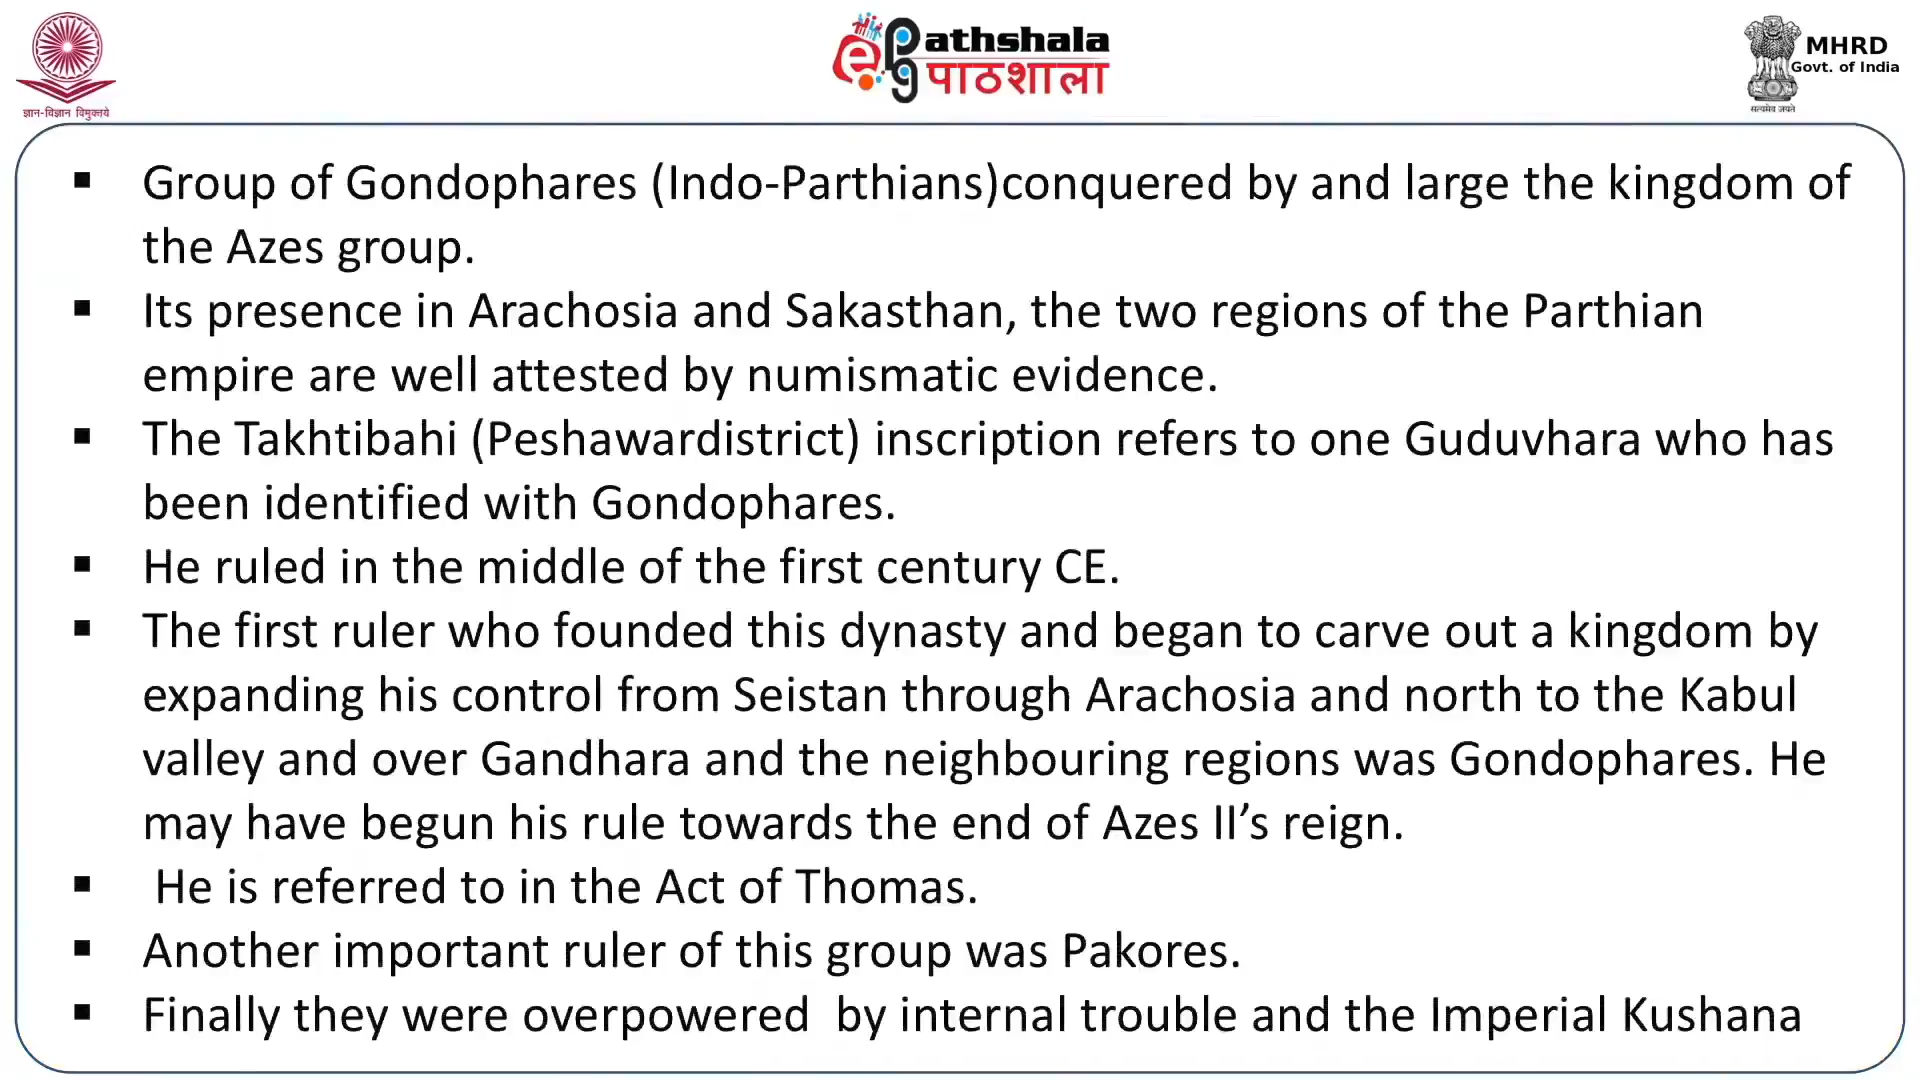 ज्ञान-विज्ञान विमुक्तये
ePathshala
पाठशाला
MHRD
Govt. of India
सत्यमेव जयते
▪ Group of Gondophares (Indo-Parthians)conquered by and large the kingdom of
the Azes group.
▪ Its presence in Arachosia and Sakasthan, the two regions of the Parthian
empire are well attested by numismatic evidence.
▪ The Takhtibahi (Peshawardistrict) inscription refers to one Guduvhara who has
been identified with Gondophares.
▪ He ruled in the middle of the first century CE.
▪ The first ruler who founded this dynasty and began to carve out a kingdom by
expanding his control from Seistan through Arachosia and north to the Kabul
valley and over Gandhara and the neighbouring regions was Gondophares. He
may have begun his rule towards the end of Azes II’s reign.
▪ He is referred to in the Act of Thomas.
▪ Another important ruler of this group was Pakores.
▪ Finally they were overpowered by internal trouble and the Imperial Kushana